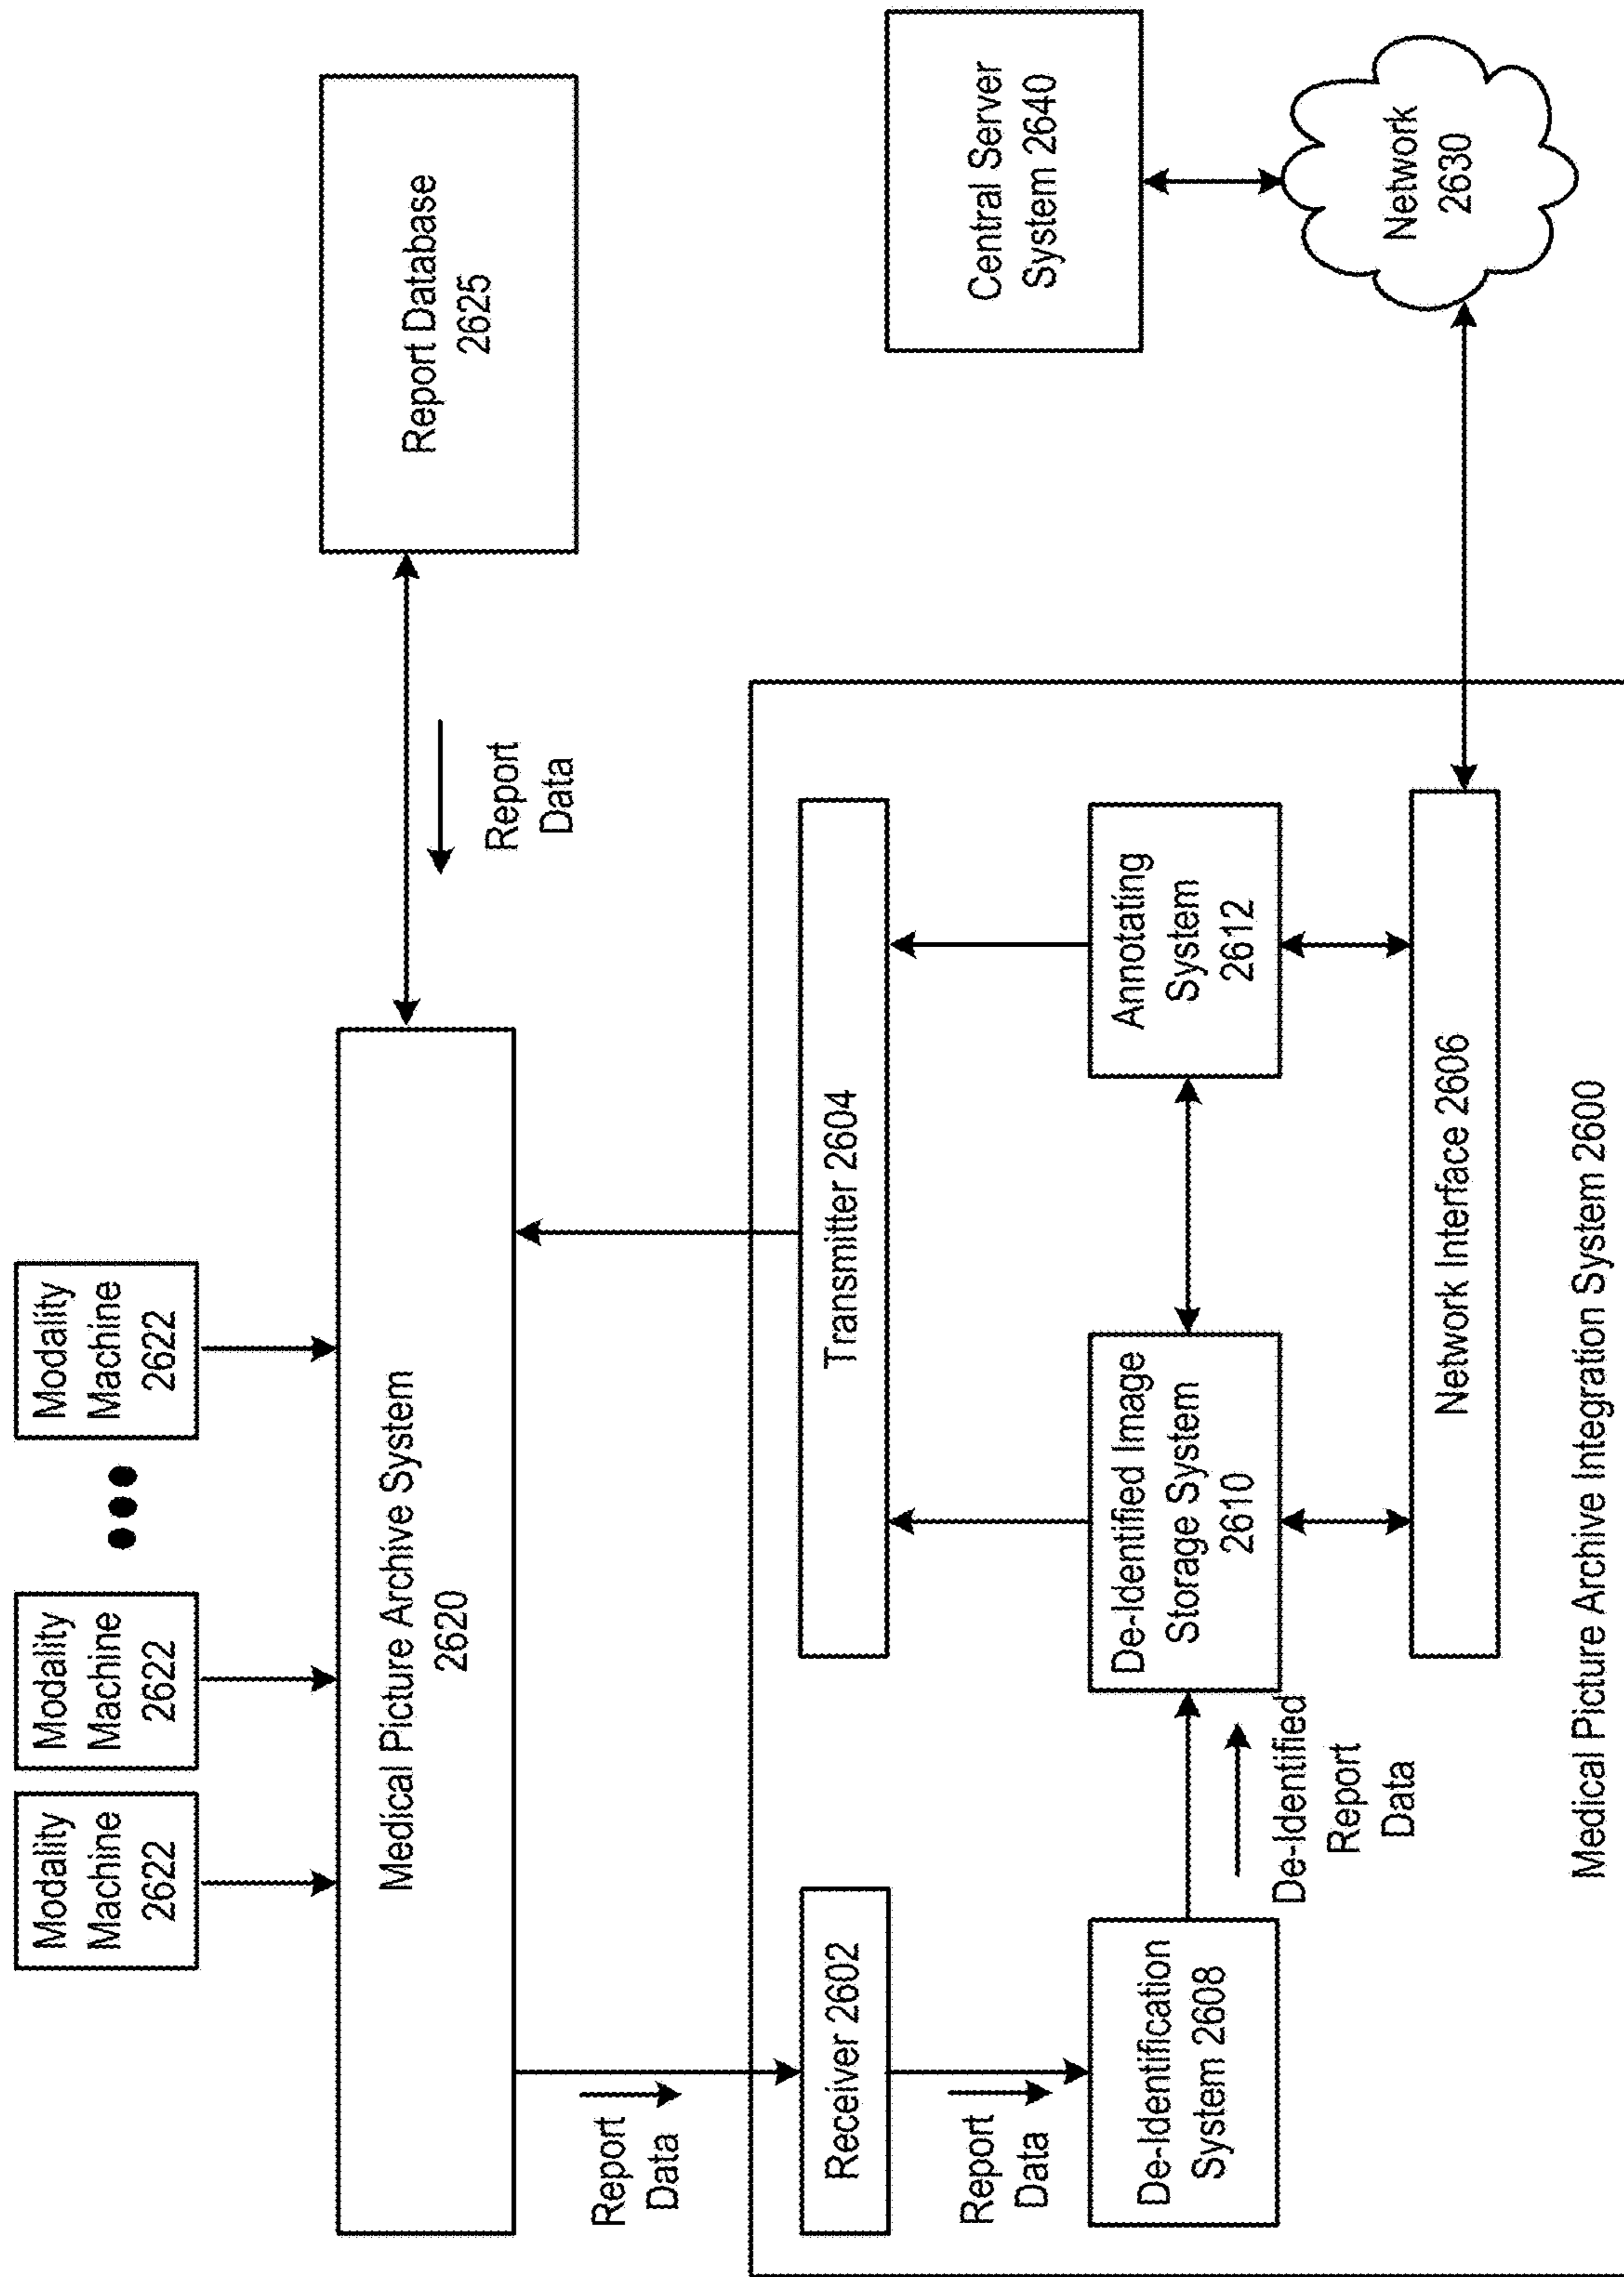 Modality
Machine
2622
Modality
Machine
2622
Modality
Machine
2622
Medical Picture Archive System
2620
Report Database
2625
Report
Data
Report
Data
Receiver 2602
Transmitter 2604
Report
Data
De-Identification
System 2608
De-Identified
Report
Data
De-Identified Image
Storage System
2610
Annotating
System
2612
Network Interface 2606
Medical Picture Archive Integration System 2600
Central Server
System 2640
Network
2630